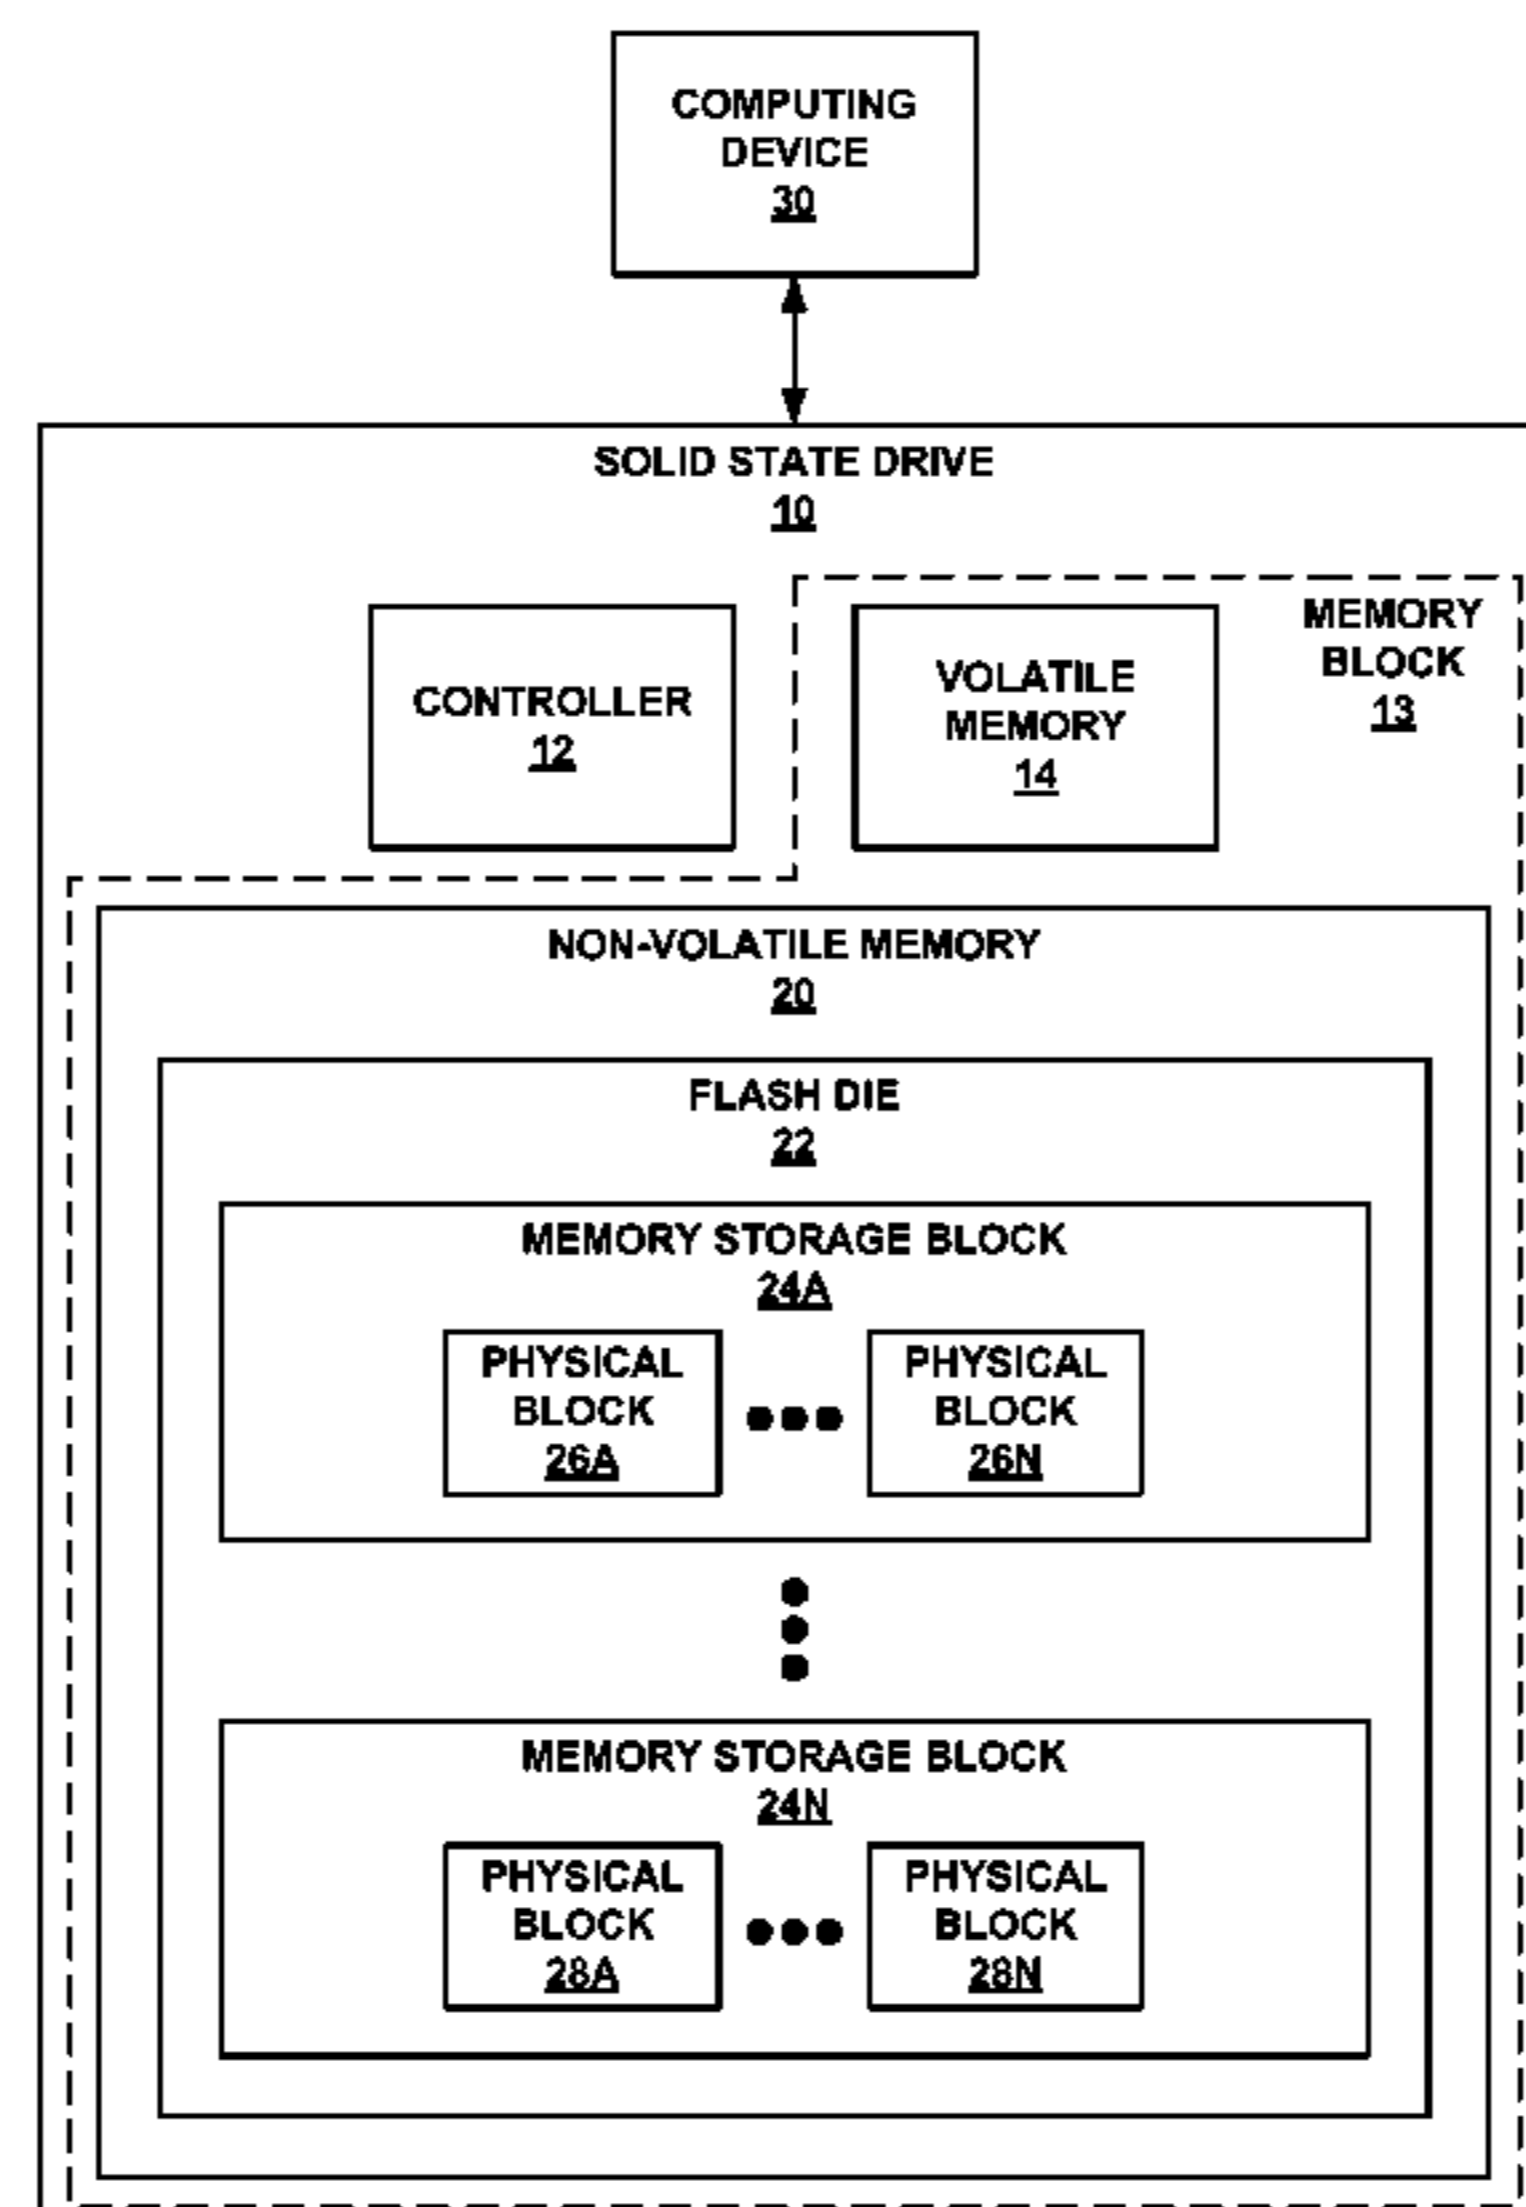 COMPUTING
DEVICE
30
SOLID STATE DRIVE
10
CONTROLLER
12
VOLATILE
MEMORY
14
MEMORY
BLOCK
13
NON-VOLATILE MEMORY
20
FLASH DIE
22
MEMORY STORAGE BLOCK
24A
PHYSICAL
BLOCK
26A
PHYSICAL
BLOCK
26N
MEMORY STORAGE BLOCK
24N
PHYSICAL
BLOCK
28A
PHYSICAL
BLOCK
28N